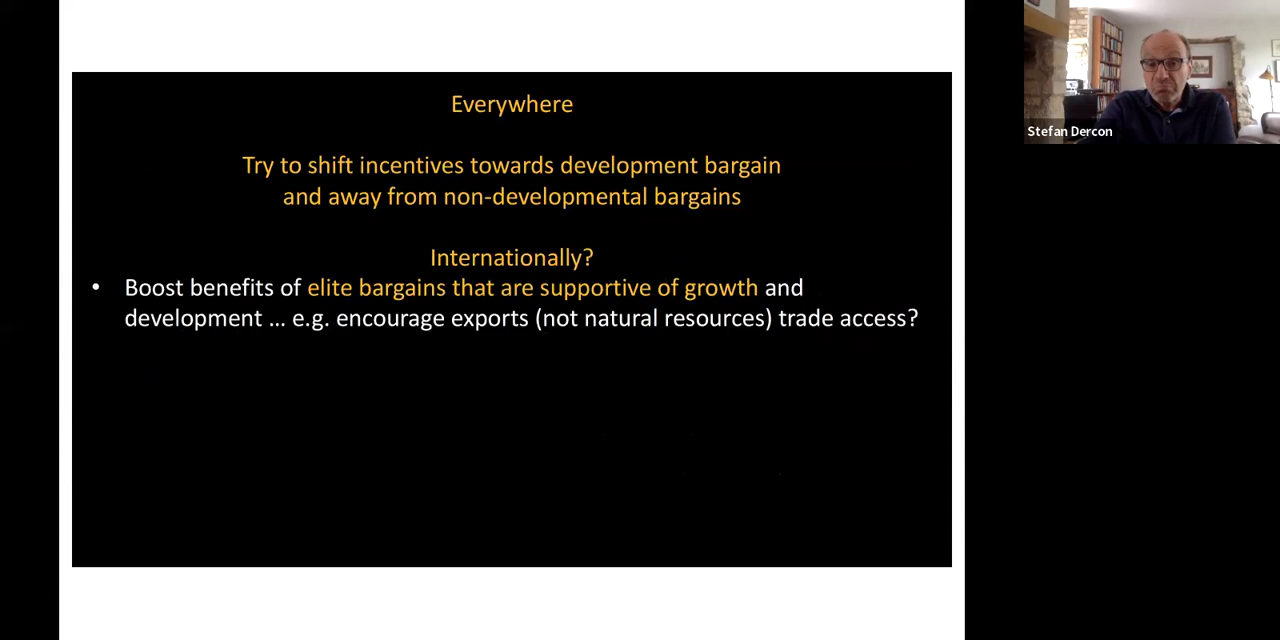 Everywhere
Try to shift incentives towards development bargain
and away from non-developmental bargains
Internationally?
• Boost benefits of elite bargains that are supportive of growth and
development ... e.g. encourage exports (not natural resources) trade access?
Stefan Dercon